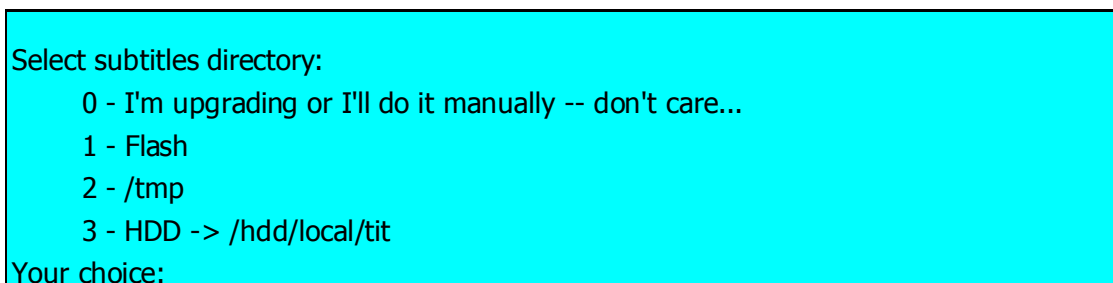 Select subtitles directory:
0 - I'm upgrading or I'll do it manually -- don't care...
1 - Flash
2 - /tmp
3 - HDD -> /hdd/local/tit
Your choice: